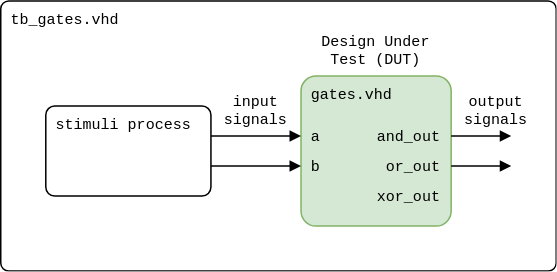 tb_gates.vhd
Design Under
Test (DUT)
input
signals
gates.vhd
output
signals
stimuli process
a
and_out
b
or_out
xor_out